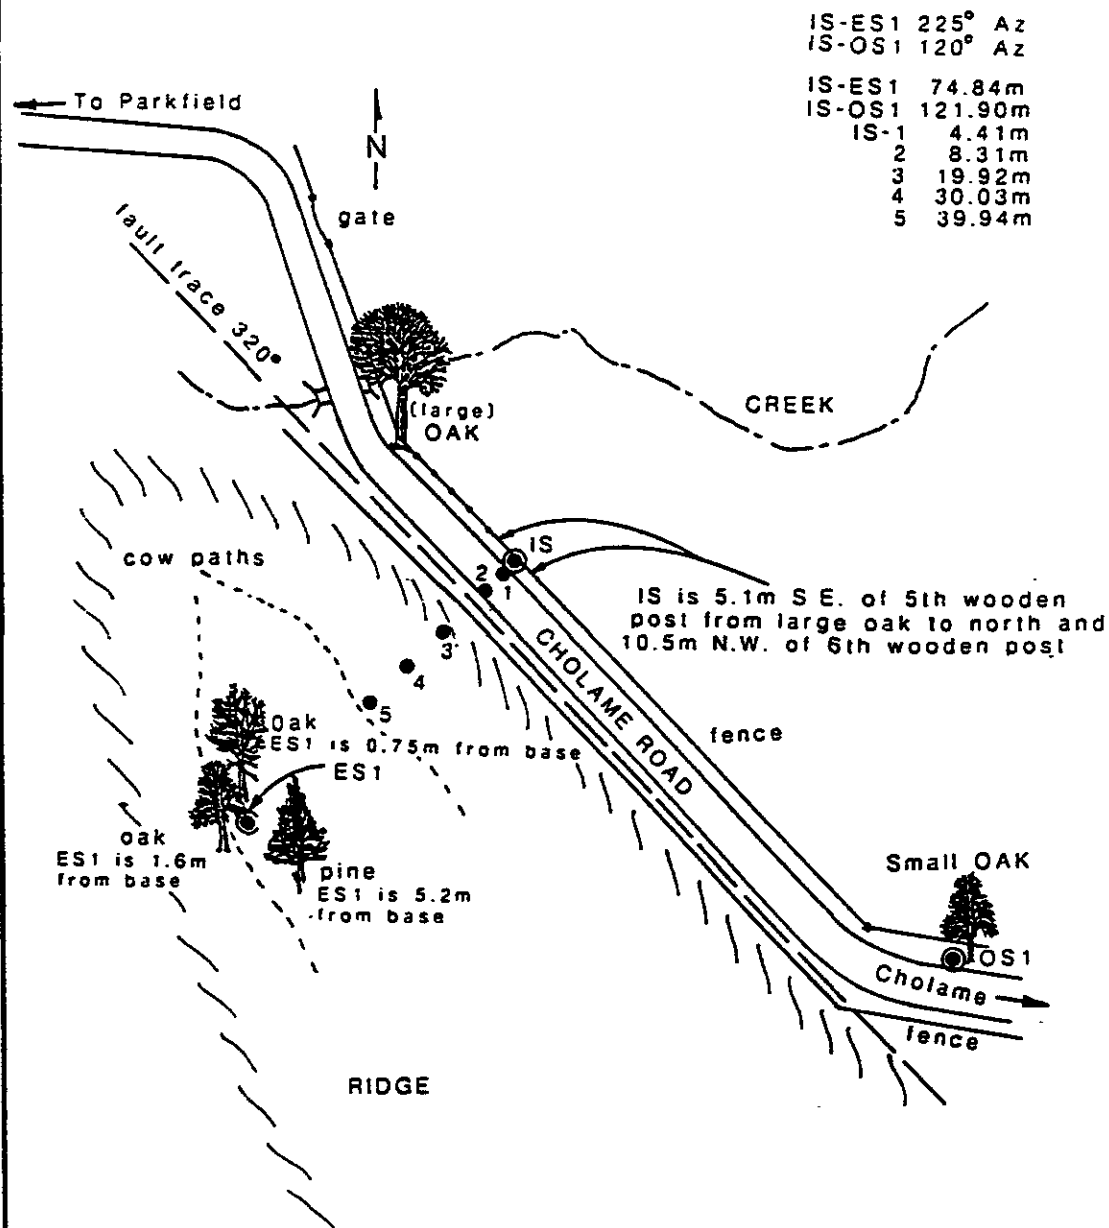 IS-ES1 225° Az
IS-OS1 120° Az
IS-ES1 74.84m
IS-OS1 121.90m
IS-1 4.41m
2 8.31m
3 19.92m
4 30.03m
5 39.94m
To Parkfield
N
gate
fault trace 320°
(large)
OAK
CREEK
cow paths
IS
1
2
3
4
5
IS is 5.1m S E. of 5th wooden
post from large oak to north and
10.5m N.W. of 6th wooden post
CHOLAME ROAD
fence
Oak
ES1 is 0.75m from base
ES1
oak
ES1 is 1.6m
from base
pine
ES1 is 5.2m
from base
Small OAK
OS1
Cholame
fence
RIDGE